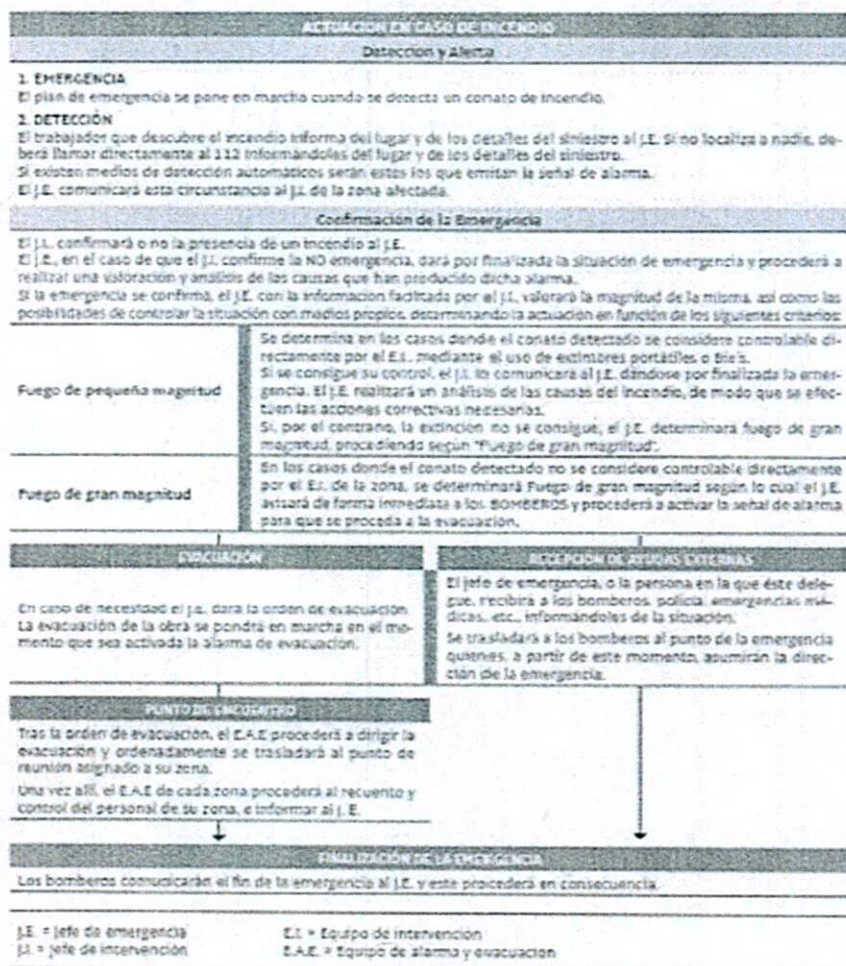 ACTUACIÓN EN CASO DE INCENDIO
Detección y Alerta
1. EMERGENCIA
El plan de emergencia se pone en marcha cuando se detecta un conato de incendio.
2. DETECCIÓN
El trabajador que descubre el incendio informa del lugar y de los detalles del siniestro al J.E. Si no localiza a nadie, de-
berá llamar directamente al 112 informándoles del lugar y de los detalles del siniestro.
Si existen medios de detección automáticos serán estos los que emitan la señal de alarma.
El J.E. comunicará esta circunstancia al J.I. de la zona afectada.
Confirmación de la Emergencia
El J.I. confirmará o no la presencia de un incendio al J.E.
El J.E., en el caso de que el J.I. confirme la NO emergencia, dará por finalizada la situación de emergencia y procederá a
realizar una valoración y análisis de las causas que han producido dicha alarma.
Si la emergencia se confirma, el J.E. con la información facilitada por el J.I., valorará la magnitud de la misma, así como las
posibilidades de controlar la situación con medios propios, determinando la actuación en función de los siguientes criterios:
Fuego de pequeña magnitud
Se determina en los casos donde el conato detectado se considere controlable di-
rectamente por el E.I., mediante el uso de extintores portátiles o bie's.
Si se consigue su control, el J.I. lo comunicará al J.E. dándose por finalizada la emer-
gencia. El J.E. realizará un análisis de las causas del incendio, de modo que se efec-
túen las acciones correctivas necesarias.
Si, por el contrario, la extinción no se consigue, el J.E. determinará fuego de gran
magnitud, procediendo según "Fuego de gran magnitud".
Fuego de gran magnitud
En los casos donde el conato detectado no se considere controlable directamente
por el E.I. de la zona, se determinará Fuego de gran magnitud según lo cual el J.E.
avisará de forma inmediata a los BOMBEROS y procederá a activar la señal de alarma
para que se proceda a la evacuación.
EVACUACIÓN
En caso de necesidad el J.E. dará la orden de evacuación.
La evacuación de la obra se pondrá en marcha en el mo-
mento que sea activada la alarma de evacuación.
RECEPCIÓN DE AYUDAS EXTERNAS
El jefe de emergencia, o la persona en la que éste dele-
gue, recibirá a los bomberos, policía, emergencias mé-
dicas, etc., informándoles de la situación.
Se trasladará a los bomberos al punto de la emergencia
quienes, a partir de este momento, asumirán la direc-
ción de la emergencia.
PUNTO DE ENCUENTRO
Tras la orden de evacuación, el E.A.E procederá a dirigir la
evacuación y ordenadamente se trasladará al punto de
reunión asignado a su zona.
Una vez allí, el E.A.E de cada zona procederá al recuento y
control del personal de su zona, e informar al J.E.
FINALIZACIÓN DE LA EMERGENCIA
Los bomberos comunicarán el fin de la emergencia al J.E. y este procederá en consecuencia.
J.E. = Jefe de emergencia
E.I. = Equipo de intervención
J.I. = Jefe de intervención
E.A.E. = Equipo de alarma y evacuación